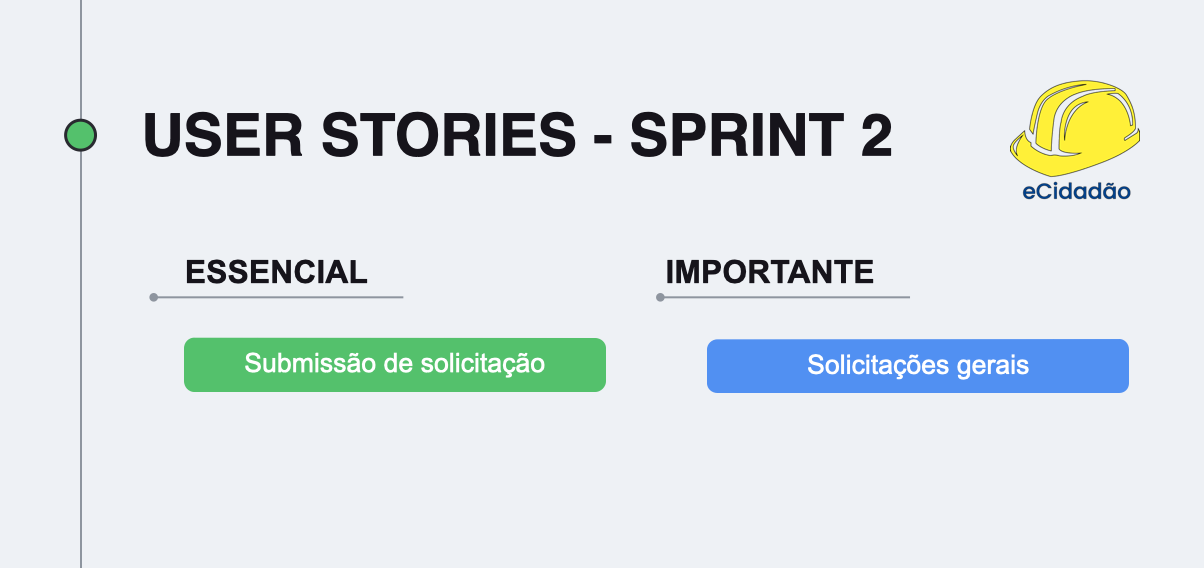 USER STORIES - SPRINT 2
eCidadão
ESSENCIAL
IMPORTANTE
Submissão de solicitação
Solicitações gerais